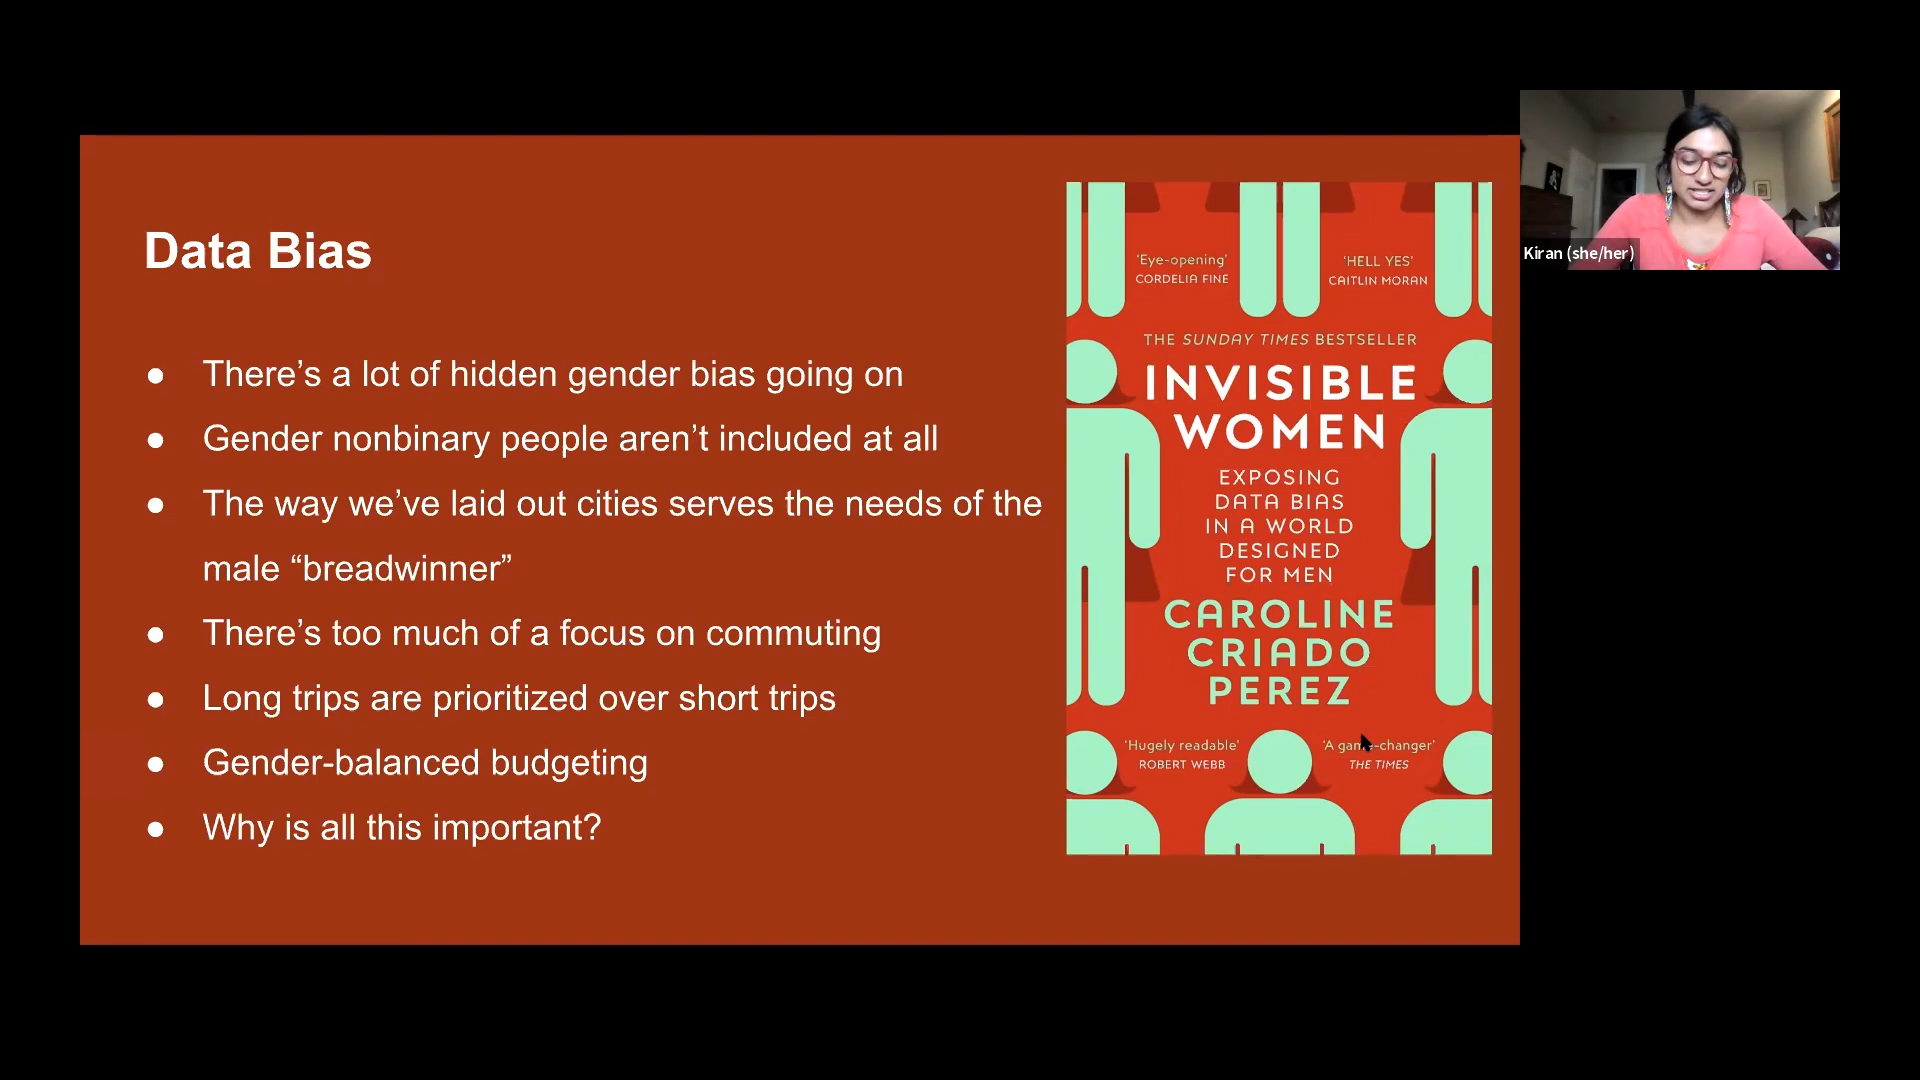 Data Bias
There’s a lot of hidden gender bias going on
Gender nonbinary people aren’t included at all
The way we’ve laid out cities serves the needs of the
male “breadwinner”
There’s too much of a focus on commuting
Long trips are prioritized over short trips
Gender-balanced budgeting
Why is all this important?
‘Eye-opening’
CORDELIA FINE
‘HELL YES’
CAITLIN MORAN
THE SUNDAY TIMES BESTSELLER
INVISIBLE
WOMEN
EXPOSING
DATA BIAS
IN A WORLD
DESIGNED
FOR MEN
CAROLINE
CRIADO
PEREZ
‘Hugely readable’
ROBERT WEBB
‘A game-changer’
THE TIMES
Kiran (she/her)